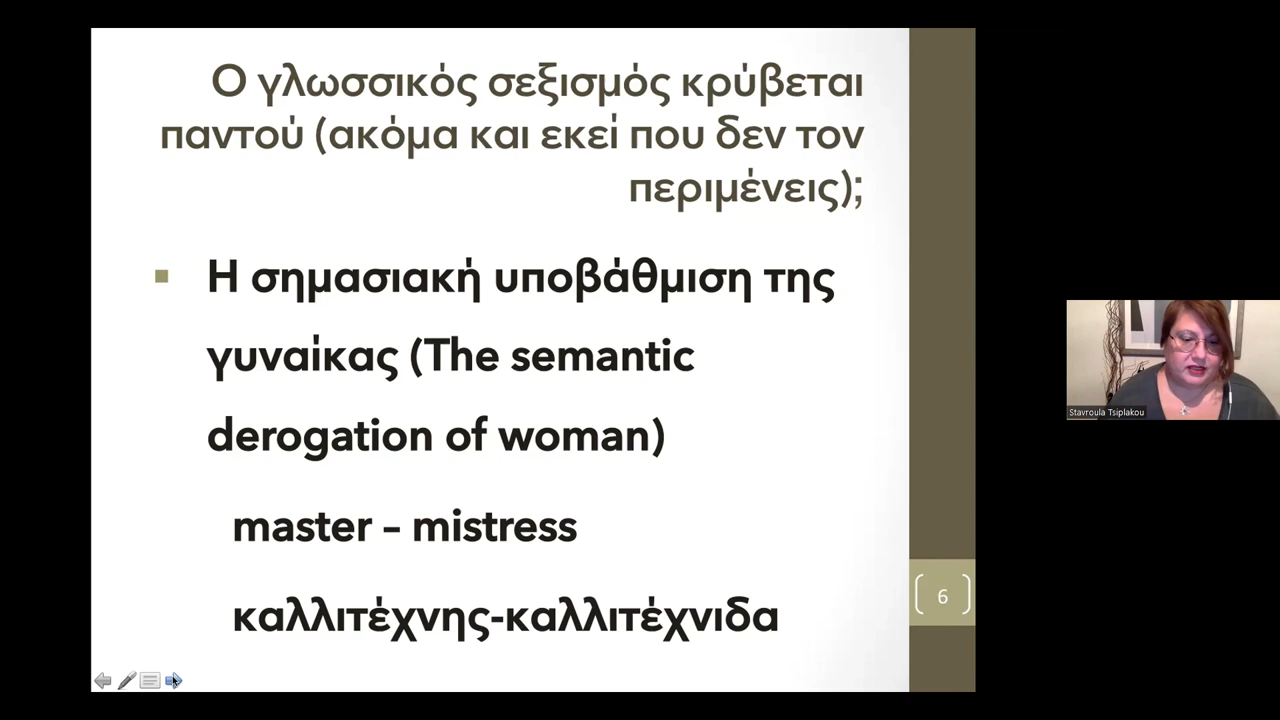 Ο γλωσσικός σεξισμός κρύβεται
παντού (ακόμα και εκεί που δεν τον
περιμένεις);
Η σημασιακή υποβάθμιση της
γυναίκας (The semantic
derogation of woman)
master – mistress
καλλιτέχνης-καλλιτέχνιδα
6
Stavroula Tsiplakou